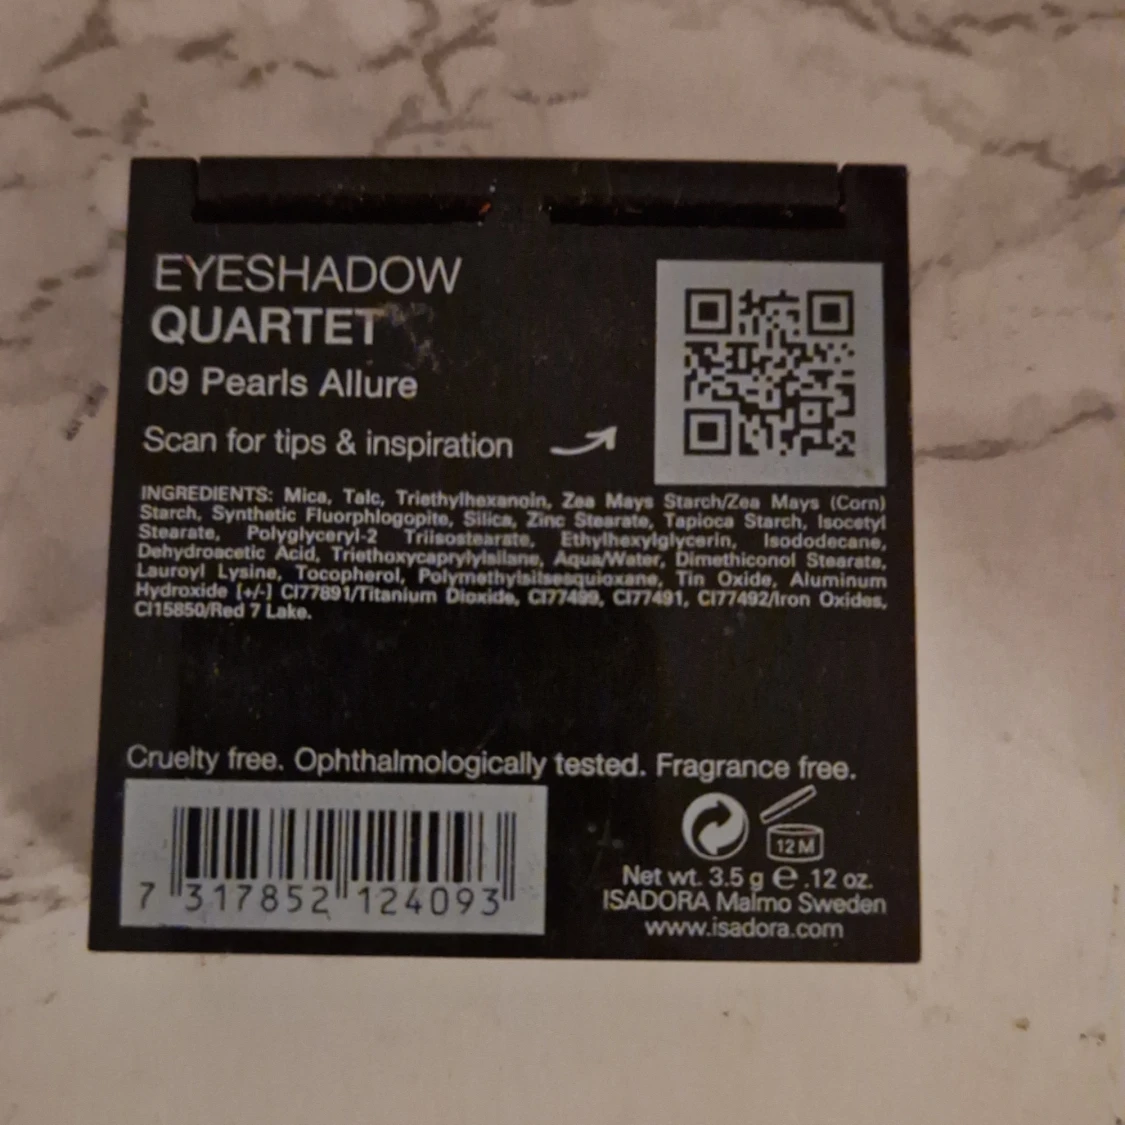 EYESHADOW
QUARTET
09 Pearls Allure
Scan for tips & inspiration
INGREDIENTS: Mica, Talc, Triethylhexanoin, Zea Mays Starch/Zea Mays (Corn)
Starch, Synthetic Fluorphlogopite, Silica, Zinc Stearate, Tapioca Starch, Isocetyl
Stearate, Polyglyceryl-2 Triisostearate, Ethylhexylglycerin, Isododecane,
Dehydroacetic Acid, Triethoxycaprylylsilane, Aqua/Water, Dimethiconol Stearate,
Lauroyl Lysine, Tocopherol, Polymethylsilsesquioxane, Tin Oxide, Aluminum
Hydroxide [+/-] CI77891/Titanium Dioxide, CI77499, CI77491, CI77492/Iron Oxides,
CI15850/Red 7 Lake.
Cruelty free. Ophthalmologically tested. Fragrance free.
7 317852 124093
12 M
Net wt. 3.5 g e .12 oz.
ISADORA Malmo Sweden
www.isadora.com